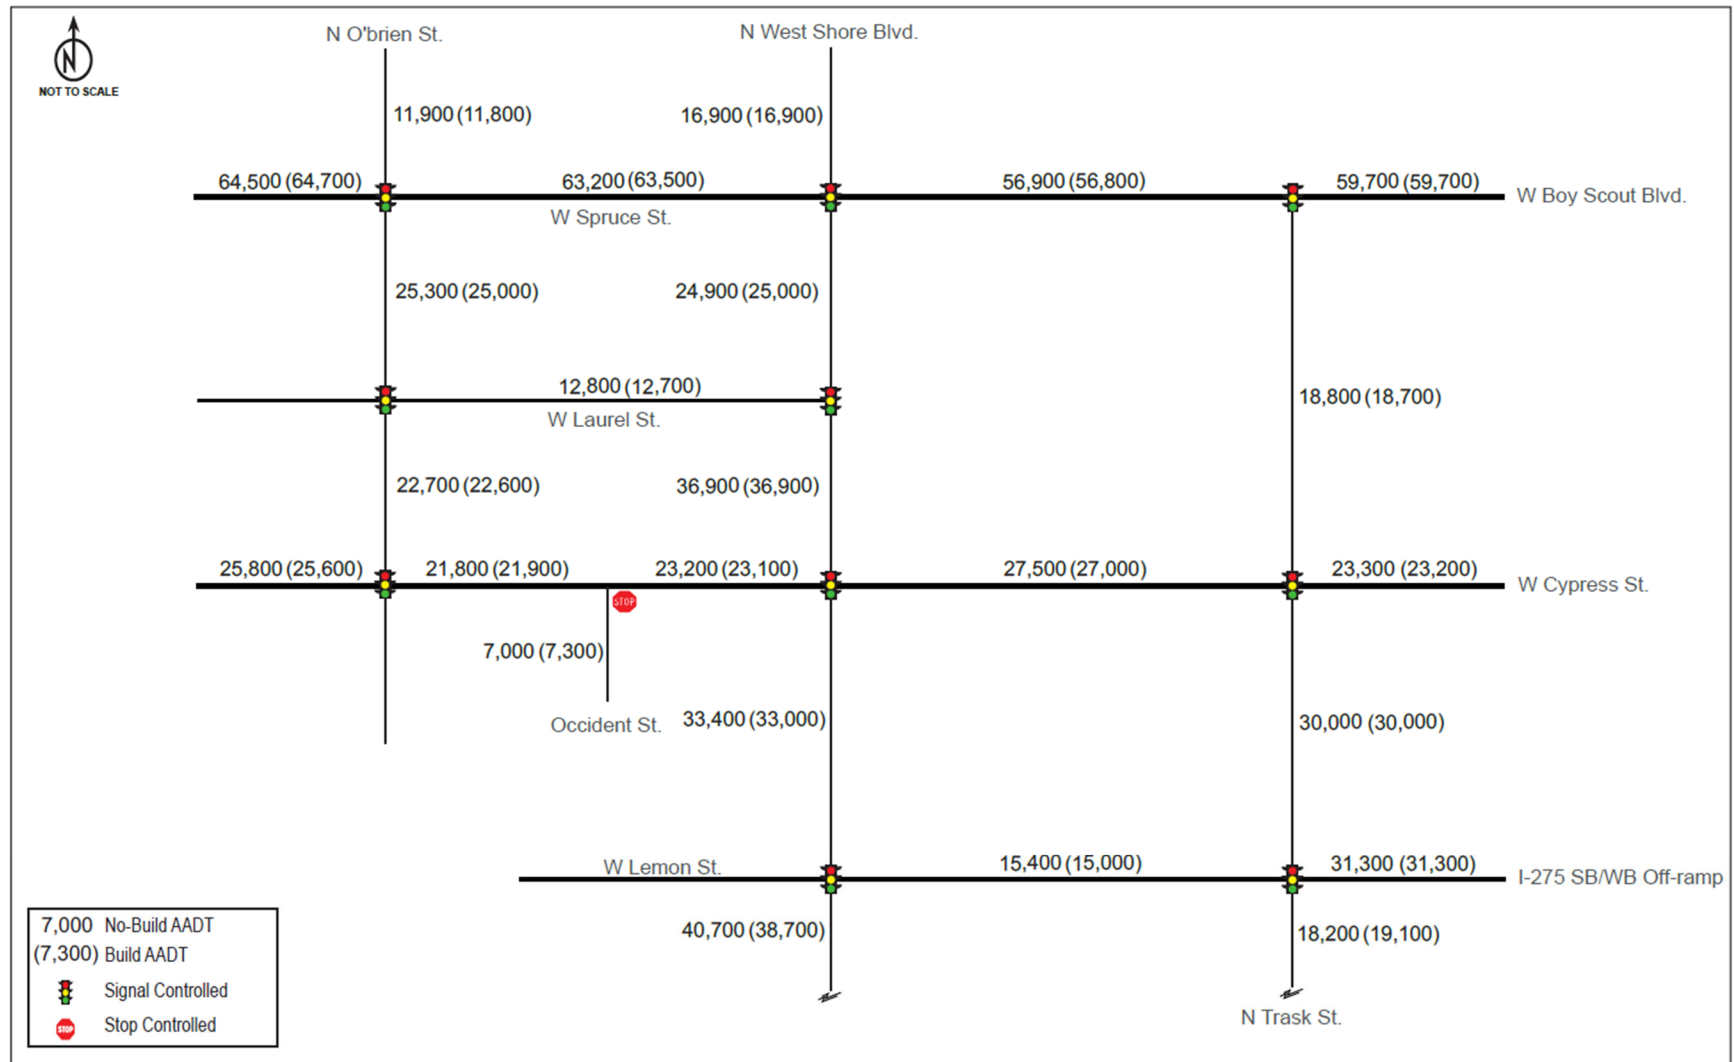 N O'brien St.
N West Shore Blvd.
N
NOT TO SCALE
11,900 (11,800)
16,900 (16,900)
64,500 (64,700)
63,200 (63,500)
56,900 (56,800)
59,700 (59,700)
W Boy Scout Blvd.
W Spruce St.
25,300 (25,000)
24,900 (25,000)
12,800 (12,700)
18,800 (18,700)
W Laurel St.
22,700 (22,600)
36,900 (36,900)
25,800 (25,600)
21,800 (21,900)
23,200 (23,100)
27,500 (27,000)
23,300 (23,200)
W Cypress St.
STOP
7,000 (7,300)
Occident St.
33,400 (33,000)
30,000 (30,000)
W Lemon St.
15,400 (15,000)
31,300 (31,300)
I-275 SB/WB Off-ramp
40,700 (38,700)
18,200 (19,100)
N Trask St.
7,000 No-Build AADT
(7,300) Build AADT
Signal Controlled
STOP Stop Controlled